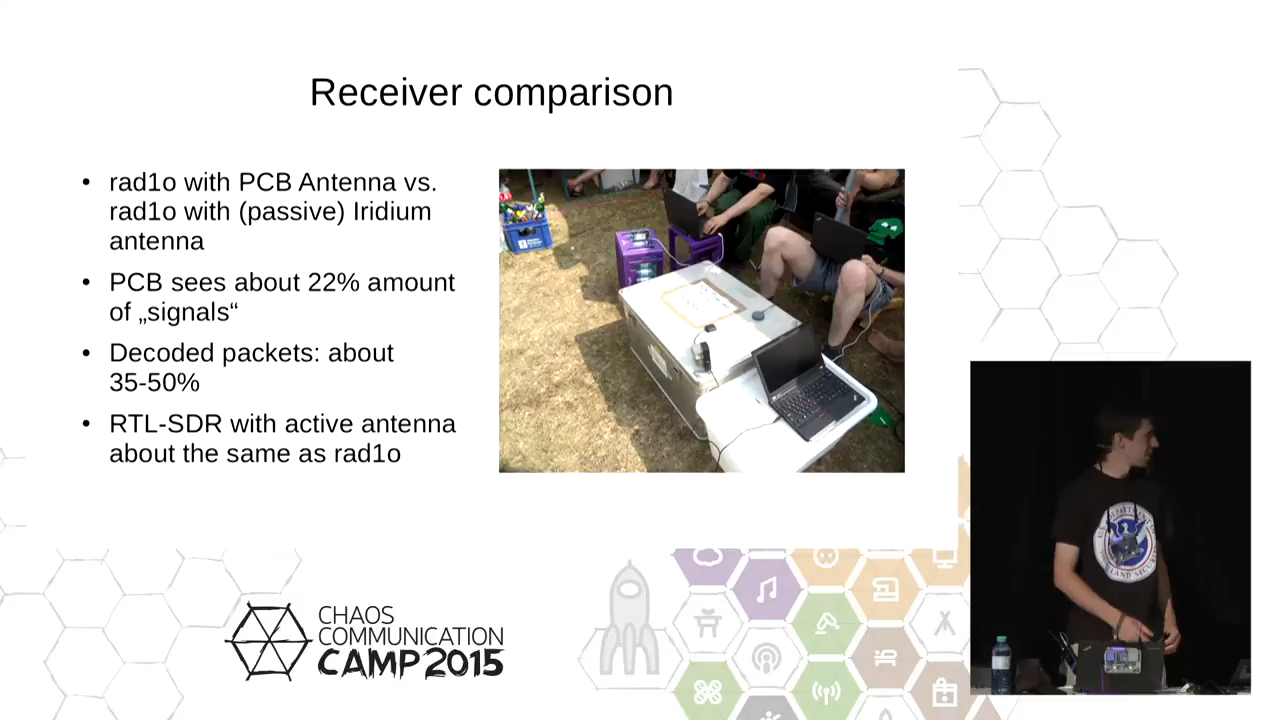 Receiver comparison
• rad1o with PCB Antenna vs.
rad1o with (passive) Iridium
antenna
• PCB sees about 22% amount
of „signals“
• Decoded packets: about
35-50%
• RTL-SDR with active antenna
about the same as rad1o
CHAOS
COMMUNICATION
CAMP 2015